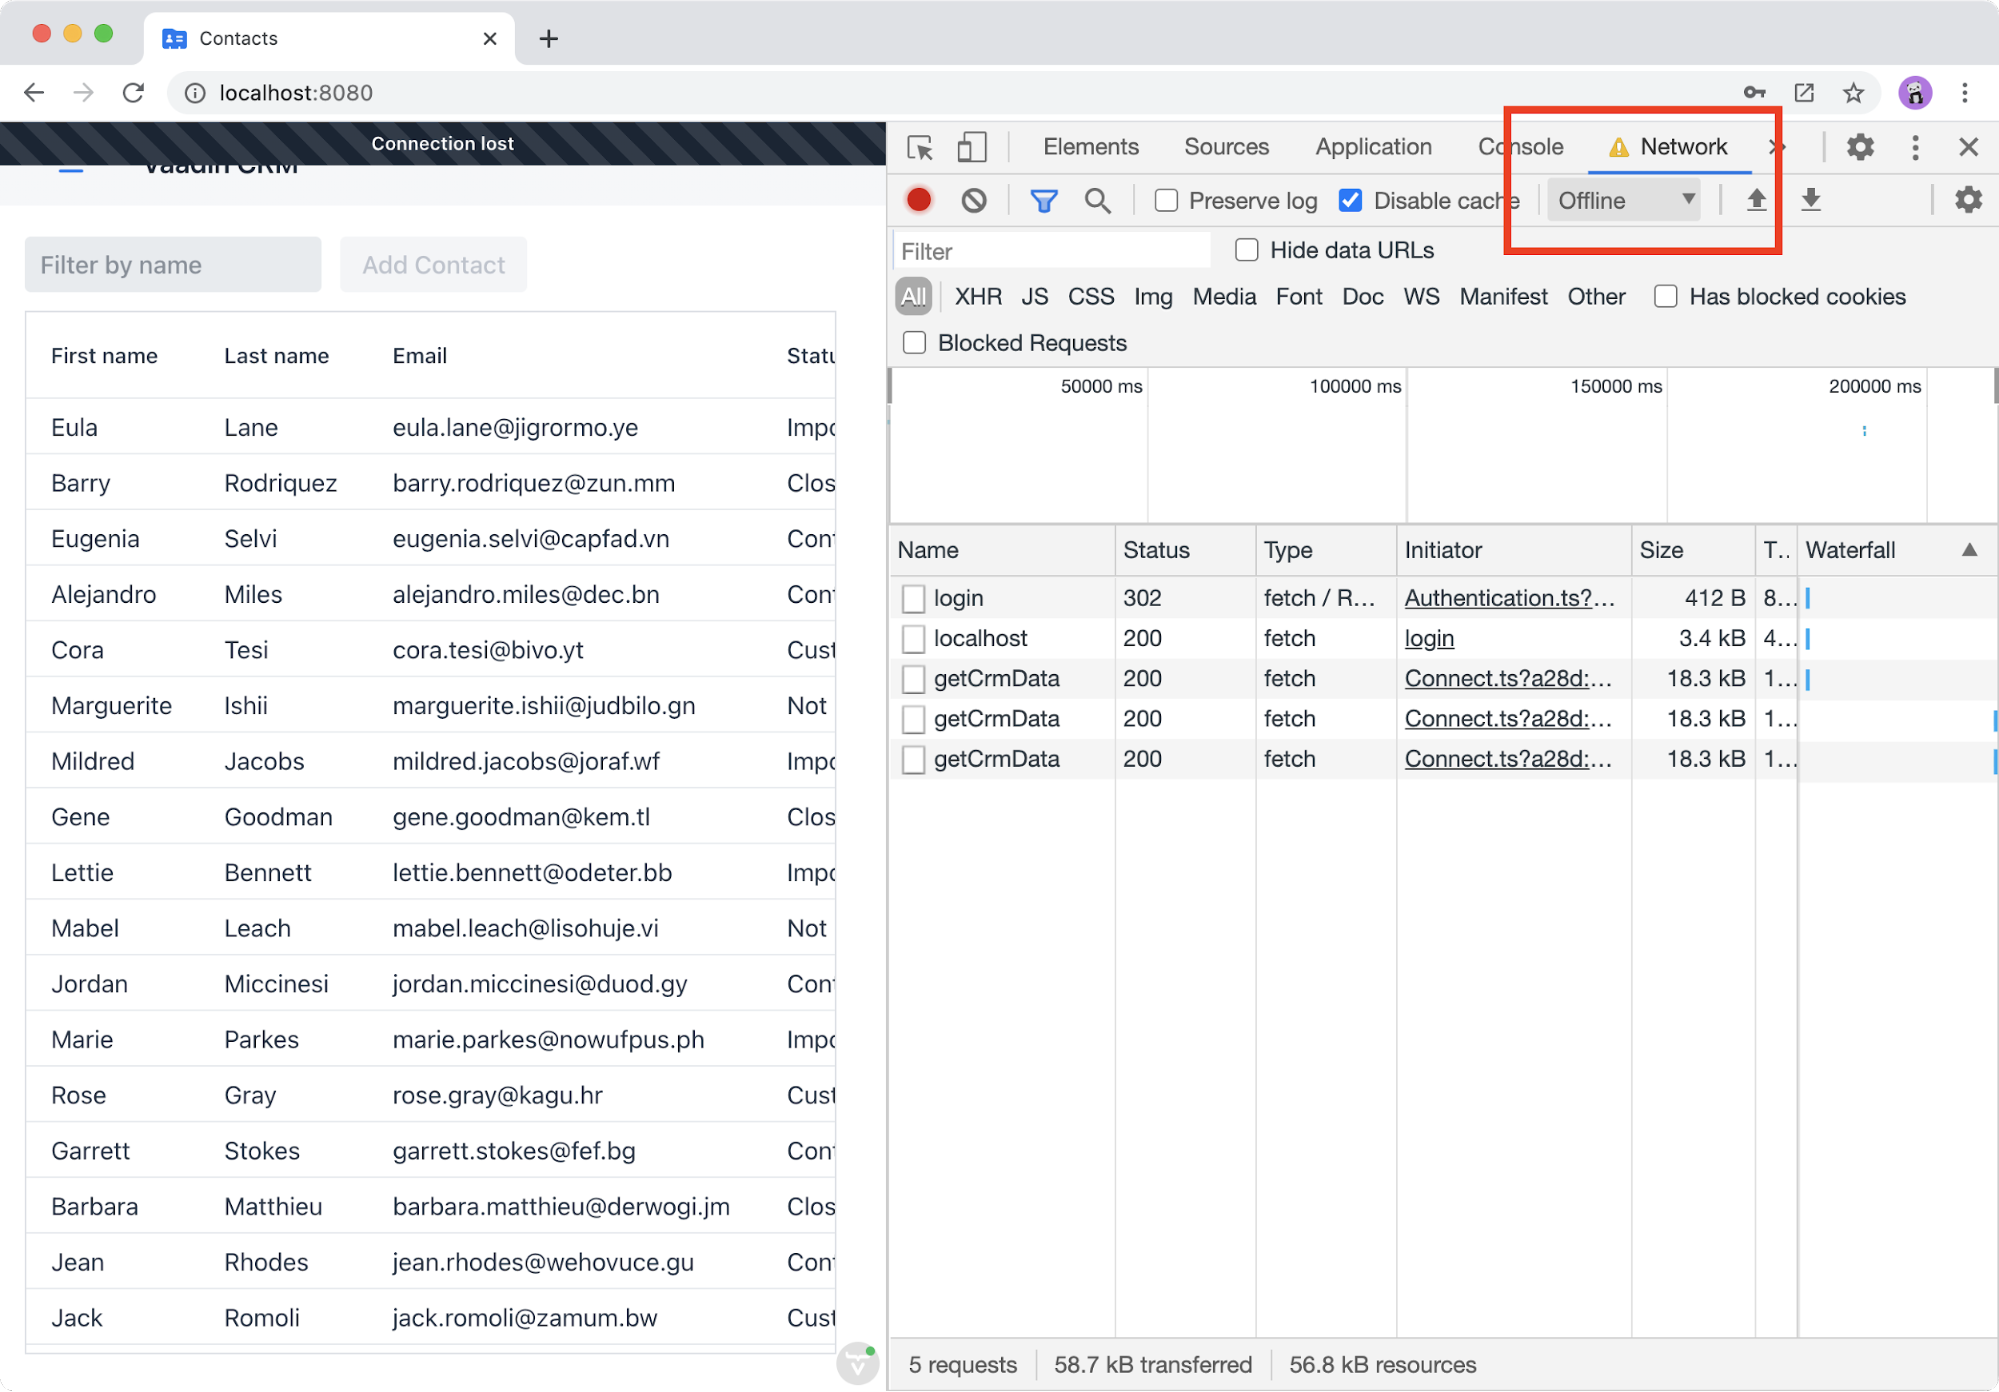 Contacts
localhost:8080
Connection lost
Vaadin CRM
Filter by name
Add Contact
First name Last name Email Statu
Eula Lane eula.lane@jigrormo.ye Impo
Barry Rodriquez barry.rodriquez@zun.mm Clos
Eugenia Selvi eugenia.selvi@capfad.vn Cont
Alejandro Miles alejandro.miles@dec.bn Cont
Cora Tesi cora.tesi@bivo.yt Cust
Marguerite Ishii marguerite.ishii@judbilo.gn Not
Mildred Jacobs mildred.jacobs@joraf.wf Impo
Gene Goodman gene.goodman@kem.tl Clos
Lettie Bennett lettie.bennett@odeter.bb Impo
Mabel Leach mabel.leach@lisohuje.vi Not
Jordan Miccinesi jordan.miccinesi@duod.gy Cont
Marie Parkes marie.parkes@nowufpus.ph Impo
Rose Gray rose.gray@kagu.hr Cust
Garrett Stokes garrett.stokes@fef.bg Cont
Barbara Matthieu barbara.matthieu@derwogi.jm Clos
Jean Rhodes jean.rhodes@wehovuce.gu Cont
Jack Romoli jack.romoli@zamum.bw Cust
Elements Sources Application Console Network
Preserve log Disable cache Offline
Filter Hide data URLs
All XHR JS CSS Img Media Font Doc WS Manifest Other Has blocked cookies
Blocked Requests
50000 ms 100000 ms 150000 ms 200000 ms
Name Status Type Initiator Size T.. Waterfall
login 302 fetch / R... Authentication.ts?... 412 B 8...
localhost 200 fetch login 3.4 kB 4...
getCrmData 200 fetch Connect.ts?a28d:... 18.3 kB 1...
getCrmData 200 fetch Connect.ts?a28d:... 18.3 kB 1...
getCrmData 200 fetch Connect.ts?a28d:... 18.3 kB 1...
5 requests 58.7 kB transferred 56.8 kB resources